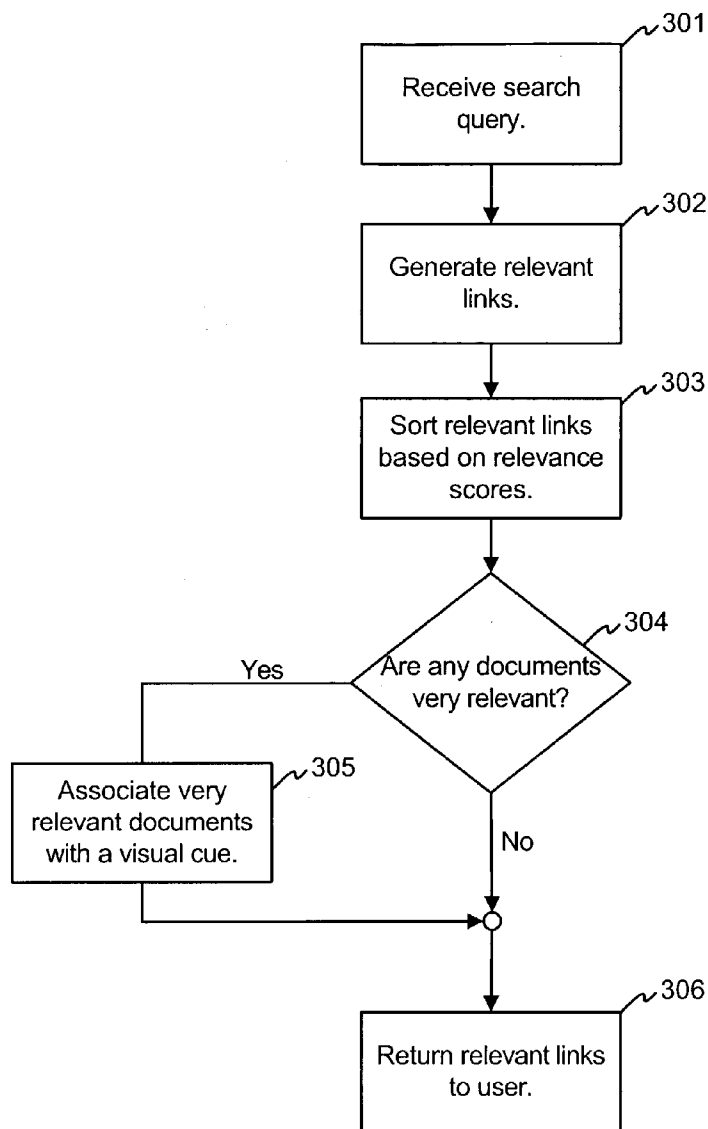 301
Receive search
query.
302
Generate relevant
links.
303
Sort relevant links
based on relevance
scores.
304
Are any documents
very relevant?
Yes
305
Associate very
relevant documents
with a visual cue.
No
306
Return relevant links
to user.